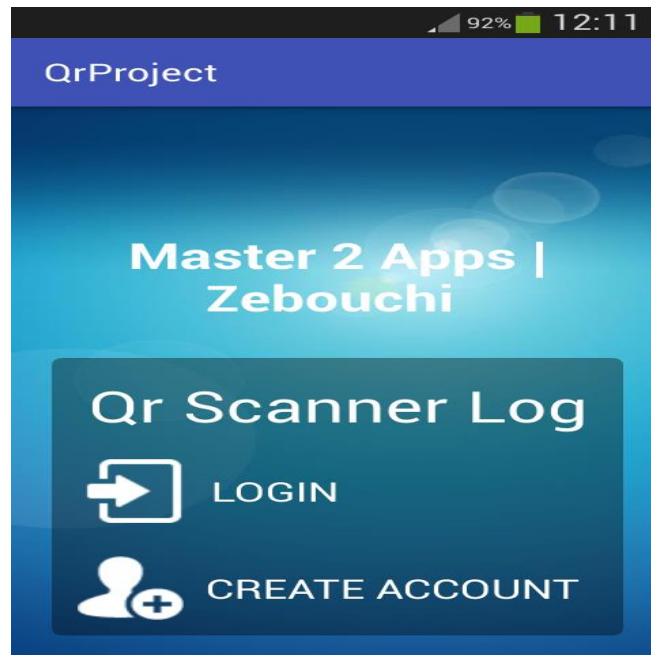 92% 12:11
QrProject
Master 2 Apps |
Zebouchi
Qr Scanner Log
LOGIN
CREATE ACCOUNT